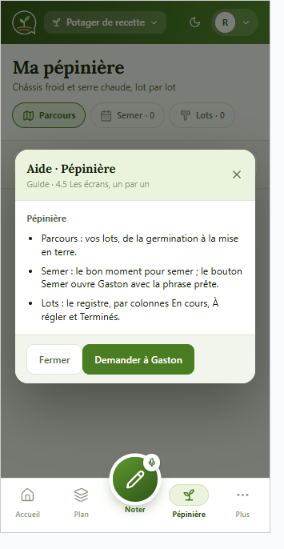 Potager de recette
R
Ma pépinière
Châssis froid et serre chaude, lot par lot
Parcours
Semer · 0
Lots · 0
Aide · Pépinière
Guide · 4.5 Les écrans, un par un
Pépinière
• Parcours : vos lots, de la germination à la mise
en terre.
• Semer : le bon moment pour semer ; le bouton
Semer ouvre Gaston avec la phrase prête.
• Lots : le registre, par colonnes En cours, À
régler et Terminés.
Fermer
Demander à Gaston
Accueil
Plan
Noter
Pépinière
Plus